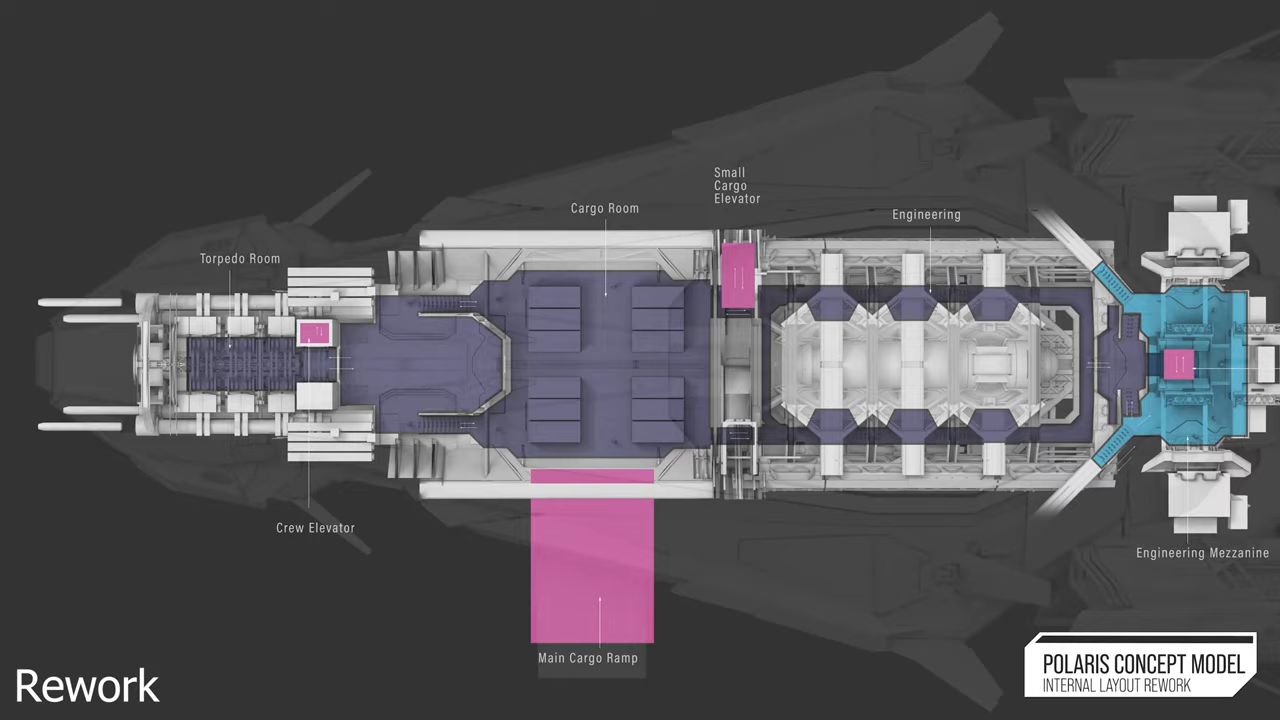 Small
Cargo
Elevator
Cargo Room
Engineering
Torpedo Room
Crew Elevator
Engineering Mezzanine
Main Cargo Ramp
Rework
POLARIS CONCEPT MODEL
INTERNAL LAYOUT REWORK